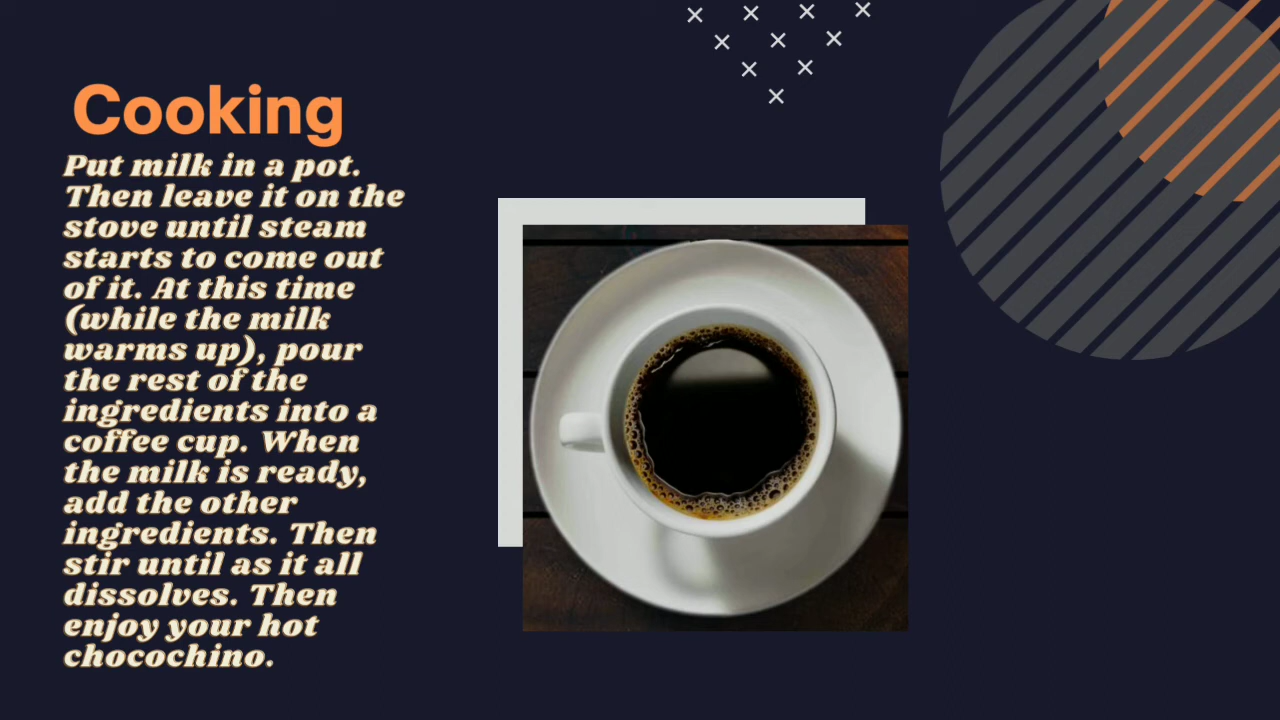 Cooking
Put milk in a pot.
Then leave it on the
stove until steam
starts to come out
of it. At this time
(while the milk
warms up), pour
the rest of the
ingredients into a
coffee cup. When
the milk is ready,
add the other
ingredients. Then
stir until as it all
dissolves. Then
enjoy your hot
chocochino.